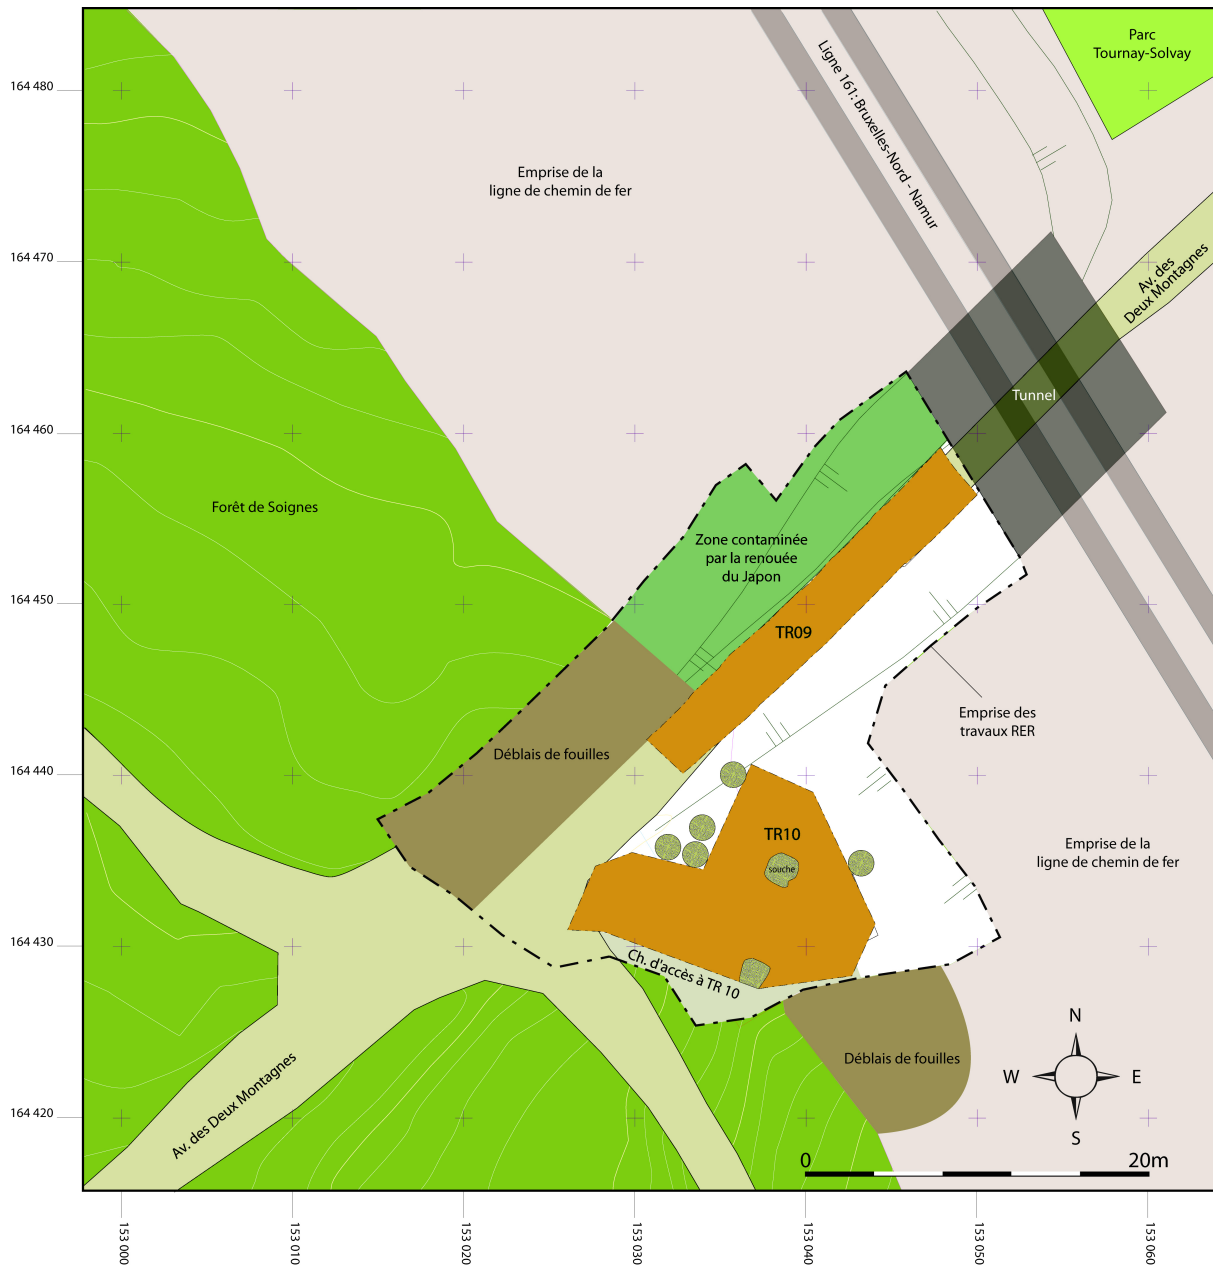 Parc
Tournay-Solvay
Ligne 161: Bruxelles-Nord - Namur
164 480
Emprise de la
ligne de chemin de fer
164 470
Av. des
Deux Montagnes
Tunnel
164 460
Forêt de Soignes
Zone contaminée
par la renouée
du Japon
164 450
TR09
Emprise des
travaux RER
Déblais de fouilles
164 440
TR10
souche
Emprise de la
ligne de chemin de fer
164 430
Ch. d'accès à TR 10
N
Déblais de fouilles
W
E
Av. des Deux Montagnes
164 420
S
0
20m
153 000
153 010
153 020
153 030
153 040
153 050
153 060